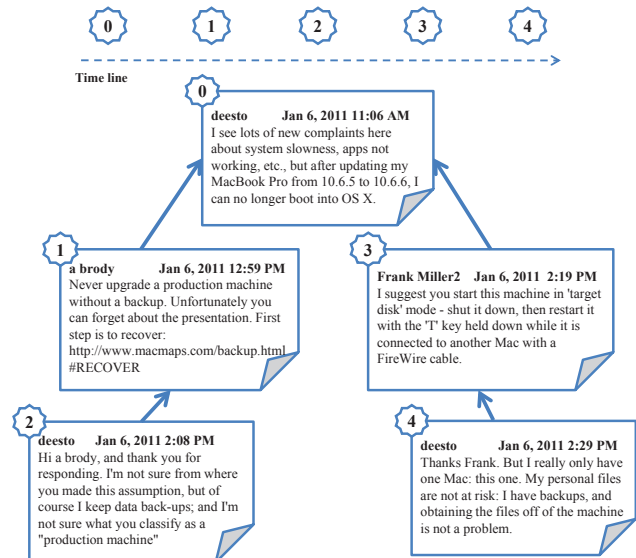 0 1 2 3 4
Time line
0
deesto Jan 6, 2011 11:06 AM
I see lots of new complaints here
about system slowness, apps not
working, etc., but after updating my
MacBook Pro from 10.6.5 to 10.6.6, I
can no longer boot into OS X.
1
a brody Jan 6, 2011 12:59 PM
Never upgrade a production machine
without a backup. Unfortunately you
can forget about the presentation. First
step is to recover:
http://www.macmaps.com/backup.html
#RECOVER
3
Frank Miller2 Jan 6, 2011 2:19 PM
I suggest you start this machine in 'target
disk' mode - shut it down, then restart it
with the 'T' key held down while it is
connected to another Mac with a
FireWire cable.
2
deesto Jan 6, 2011 2:08 PM
Hi a brody, and thank you for
responding. I'm not sure from where
you made this assumption, but of
course I keep data back-ups; and I'm
not sure what you classify as a
"production machine"
4
deesto Jan 6, 2011 2:29 PM
Thanks Frank. But I really only have
one Mac: this one. My personal files
are not at risk: I have backups, and
obtaining the files off of the machine
is not a problem.